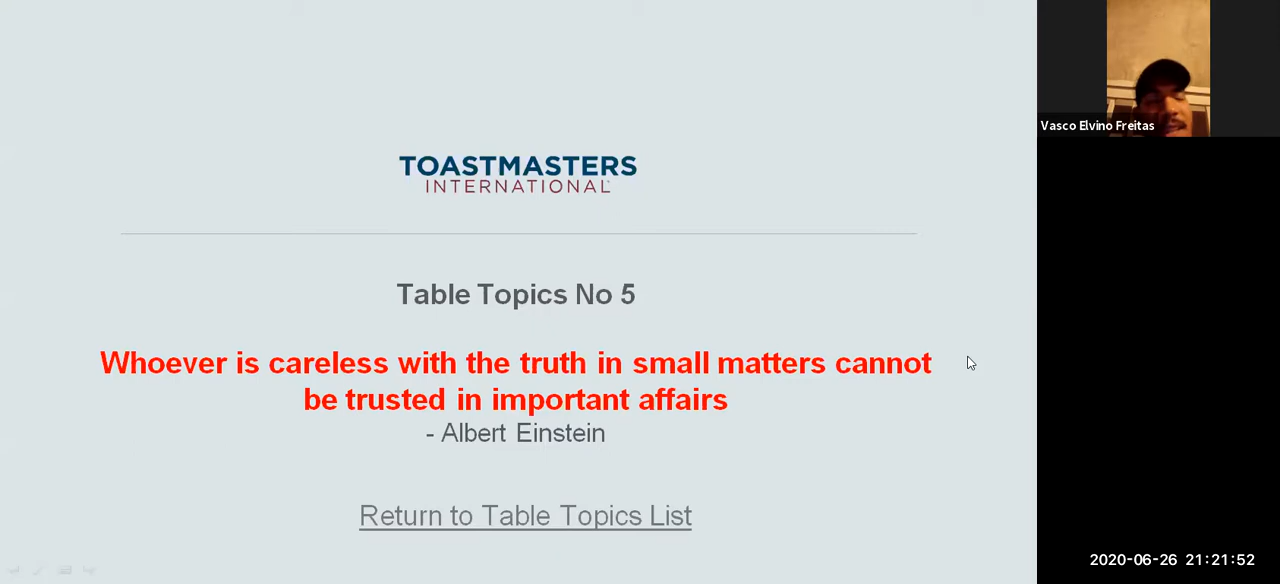 TOASTMASTERS
INTERNATIONAL
Table Topics No 5
Whoever is careless with the truth in small matters cannot
be trusted in important affairs
- Albert Einstein
Return to Table Topics List
Vasco Elvino Freitas
2020-06-26 21:21:52